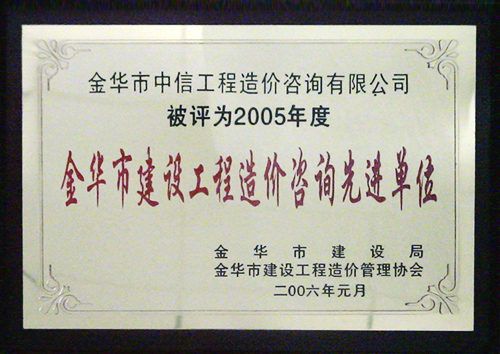 金华市中信工程造价咨询有限公司
被评为2005年度
金华市建设工程造价咨询先进单位
金华市建设局
金华市建设工程造价管理协会
二00六年元月